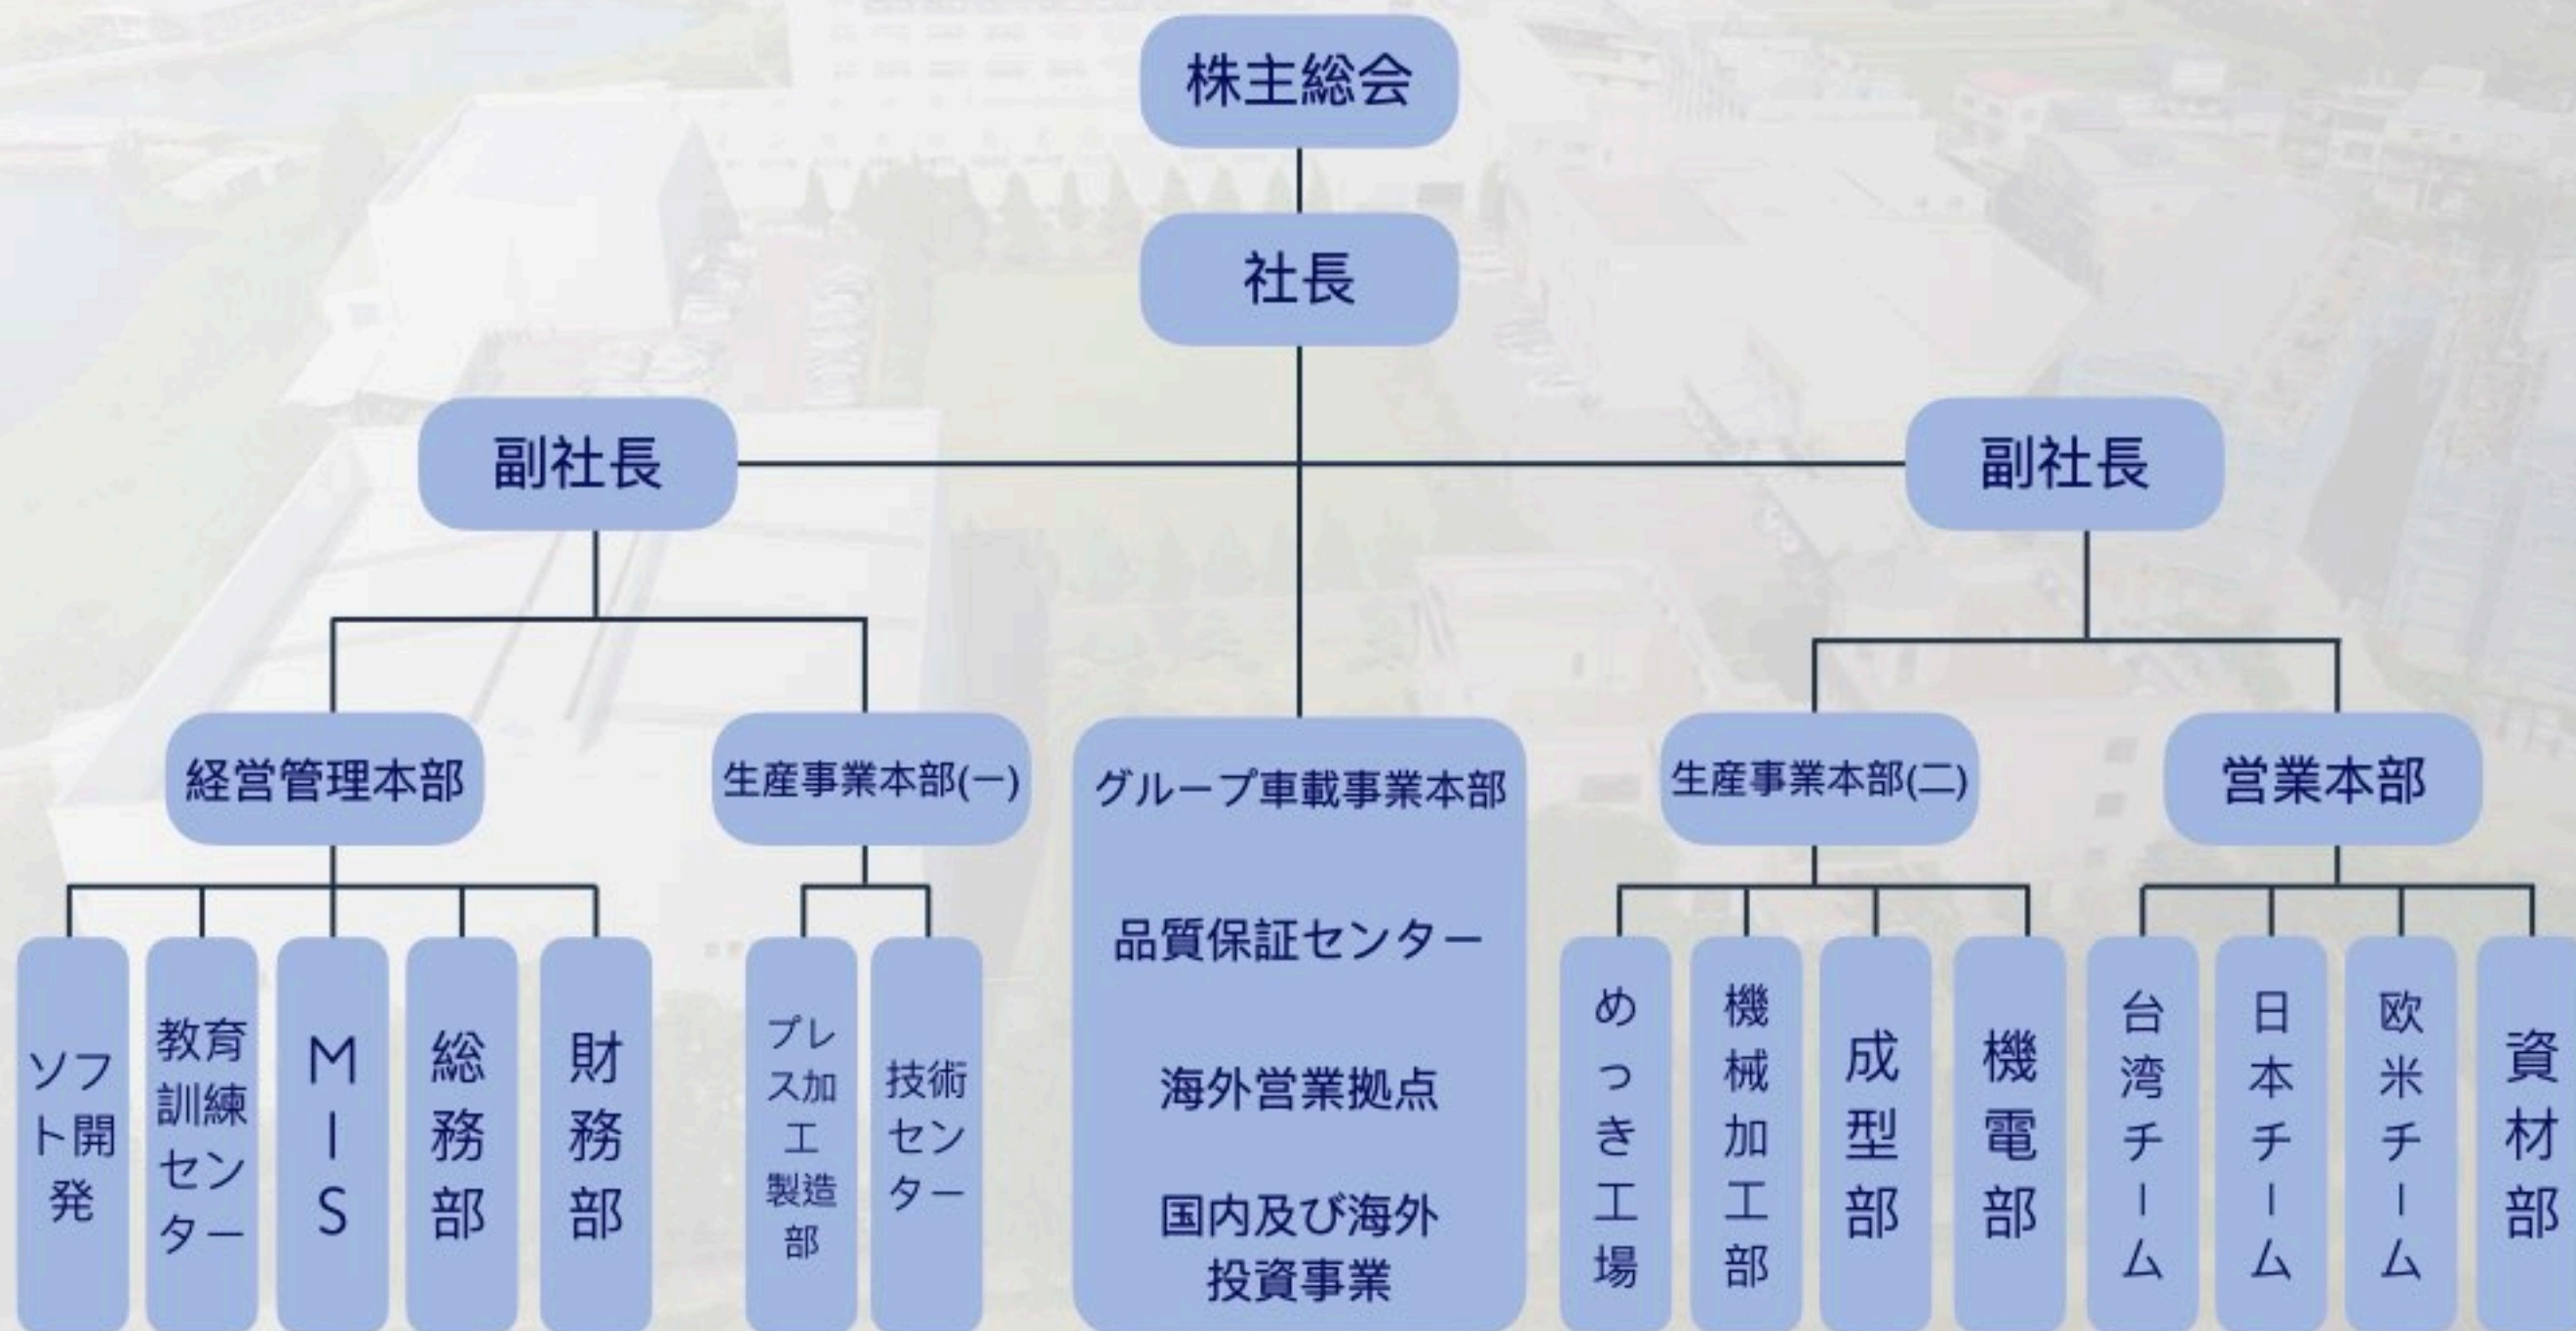 株主総会
社長
副社長
副社長
経営管理本部
生産事業本部(一)
グループ車載事業本部
品質保証センター
海外営業拠点
国内及び海外
投資事業
生産事業本部(二)
営業本部
ソフ
ト開
発
教育
訓練
セン
ター
MIS
総務部
財務部
プレ
ス加
工
製造
部
技術
セン
ター
めっき工場
機械加工部
成型部
機電部
台湾チーム
日本チーム
欧米チーム
資材部